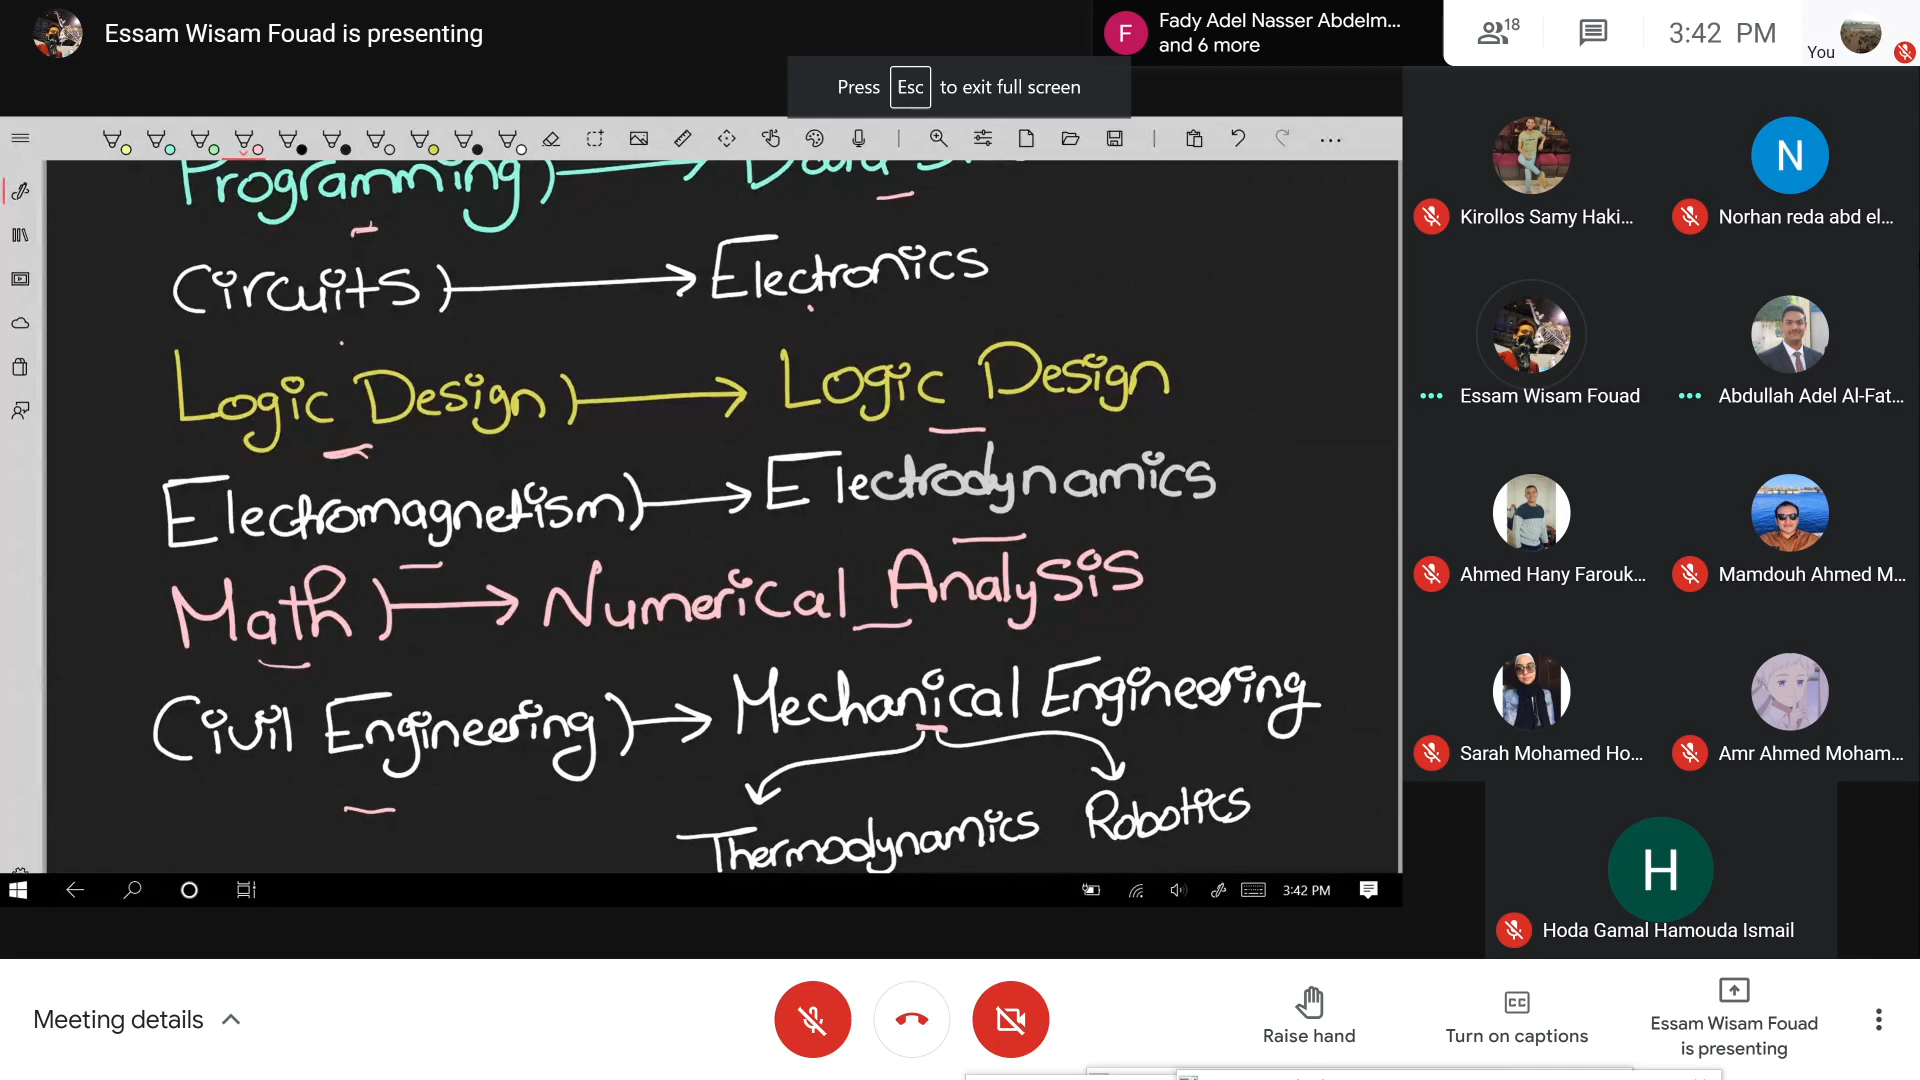 Essam Wisam Fouad is presenting
Fady Adel Nasser Abdelm...
and 6 more
18
3:42 PM
You
F
Press Esc to exit full screen
Programming) → Data
Circuits) → Electronics
Logic Design) → Logic Design
Electromagnetism) → Electrodynamics
Math) → Numerical Analysis
Civil Engineering) → Mechanical Engineering
Thermodynamics Robotics
3:42 PM
Kirollos Samy Haki...
N
Norhan reda abd el...
Essam Wisam Fouad
Abdullah Adel Al-Fat...
Ahmed Hany Farouk...
Mamdouh Ahmed M...
Sarah Mohamed Ho...
Amr Ahmed Moham...
H
Hoda Gamal Hamouda Ismail
Meeting details
Raise hand
CC
Turn on captions
Essam Wisam Fouad
is presenting